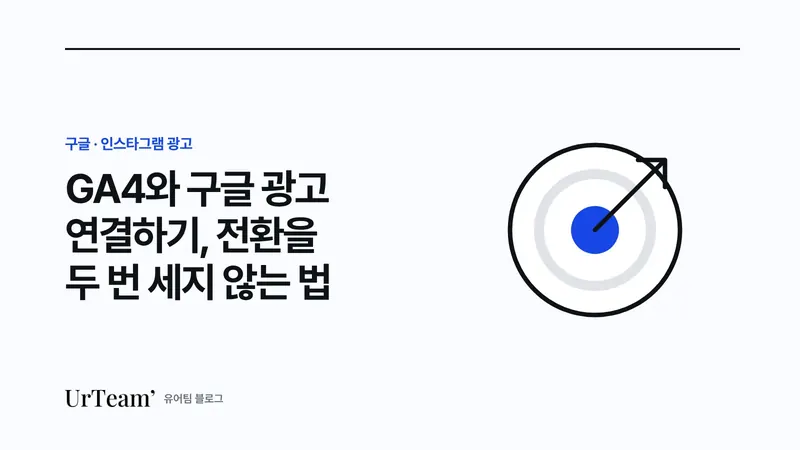 구글 · 인스타그램 광고
GA4와 구글 광고
연결하기, 전환을
두 번 세지 않는 법
UrTeam’ 유어팀 블로그